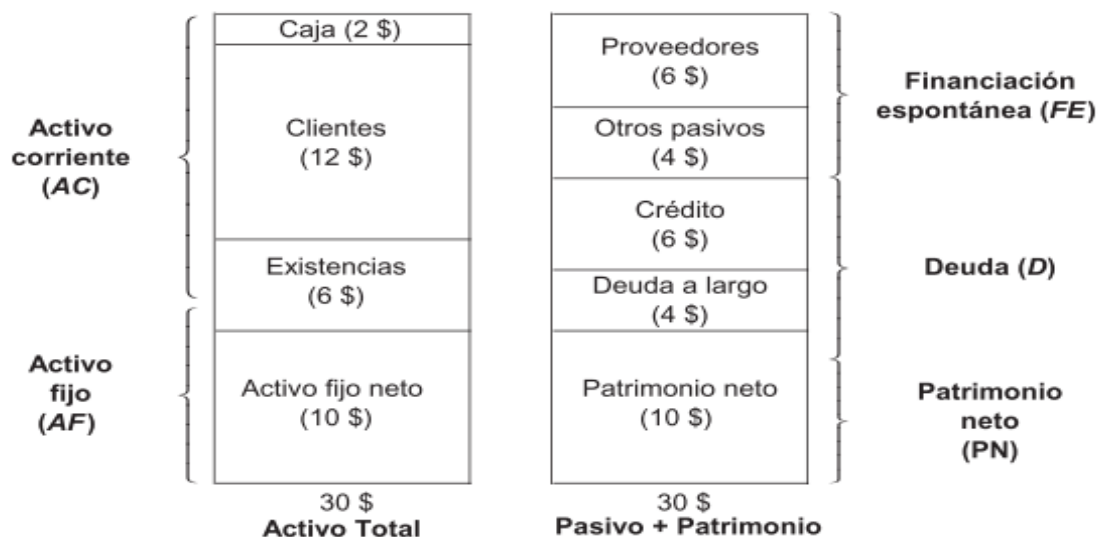 Activo
corriente
(AC)
Activo
fijo
(AF)
Caja (2 $)
Clientes
(12 $)
Existencias
(6 $)
Activo fijo neto
(10 $)
30 $
Activo Total
Proveedores
(6 $)
Otros pasivos
(4 $)
Crédito
(6 $)
Deuda a largo
(4 $)
Patrimonio neto
(10 $)
30 $
Pasivo + Patrimonio
Financiación
espontánea (FE)
Deuda (D)
Patrimonio
neto
(PN)